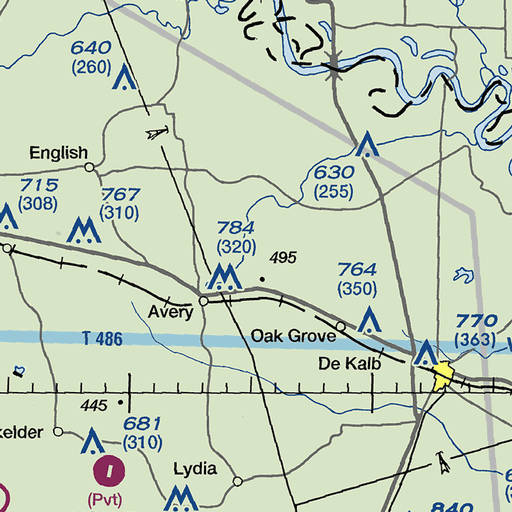 640
(260)
English
630
(255)
715
(308)
767
(310)
784
(320)
495
764
(350)
Avery
Oak Grove
770
(363)
T 486
De Kalb
445
681
(310)
kelder
I
(Pvt)
Lydia
840